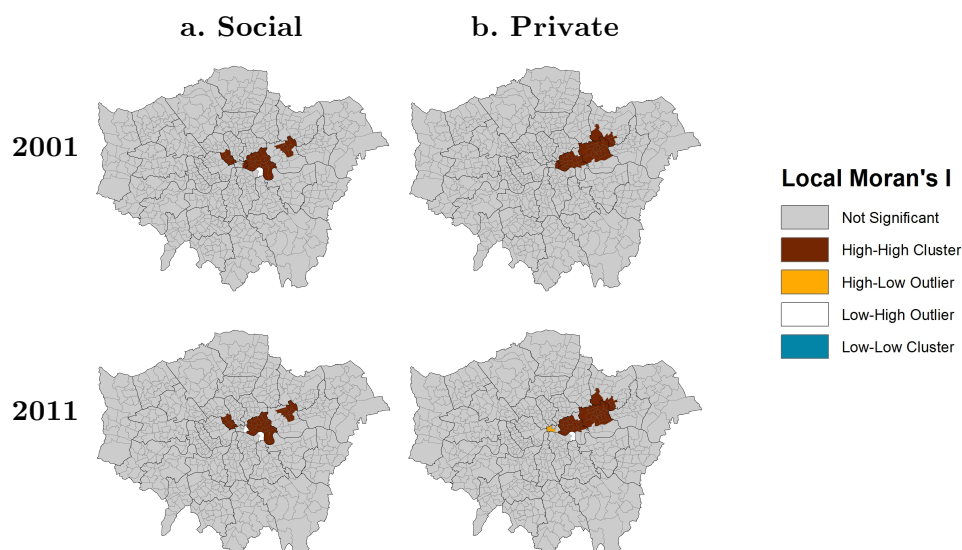 a. Social
b. Private
2001
2011
Local Moran's I
Not Significant
High-High Cluster
High-Low Outlier
Low-High Outlier
Low-Low Cluster